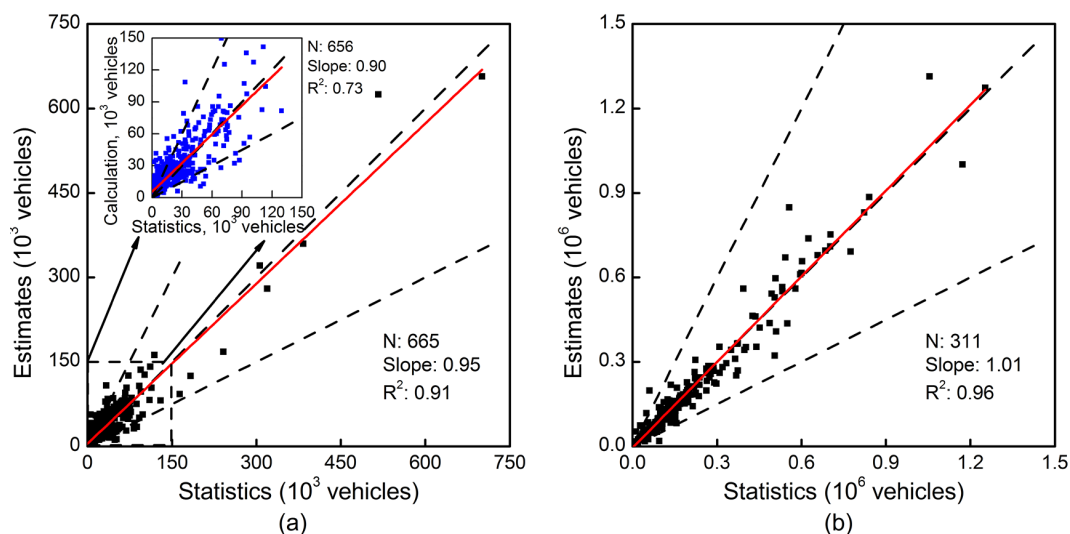 750
600
450
300
150
0
Estimates (10³ vehicles)
0 150 300 450 600 750
Statistics (10³ vehicles)
(a)
150
120
90
60
30
0
Calculation, 10³ vehicles
0 30 60 90 120 150
Statistics, 10³ vehicles
N: 656
Slope: 0.90
R²: 0.73
N: 665
Slope: 0.95
R²: 0.91
1.5
1.2
0.9
0.6
0.3
0.0
Estimates (10⁶ vehicles)
0.0 0.3 0.6 0.9 1.2 1.5
Statistics (10⁶ vehicles)
(b)
N: 311
Slope: 1.01
R²: 0.96